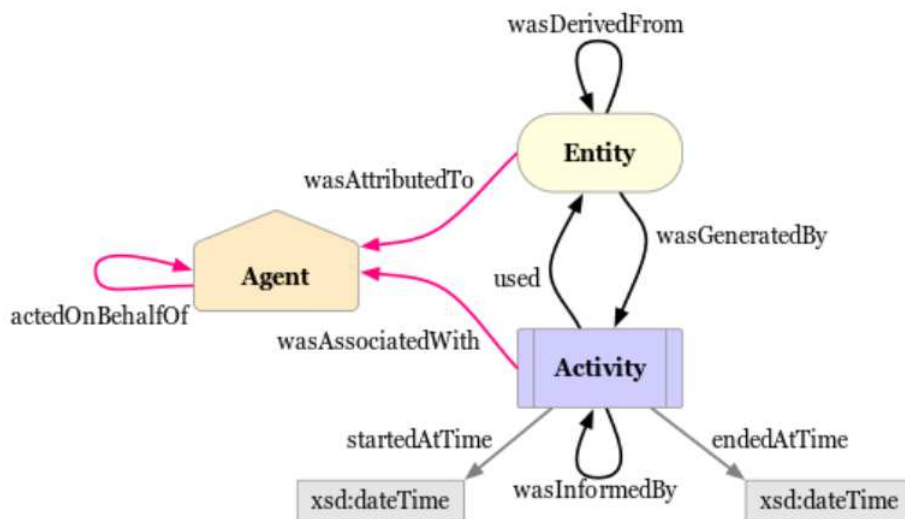 wasDerivedFrom
Entity
wasAttributedTo
wasGeneratedBy
used
Agent
actedOnBehalfOf
wasAssociatedWith
Activity
startedAtTime
endedAtTime
wasInformedBy
xsd:dateTime
xsd:dateTime